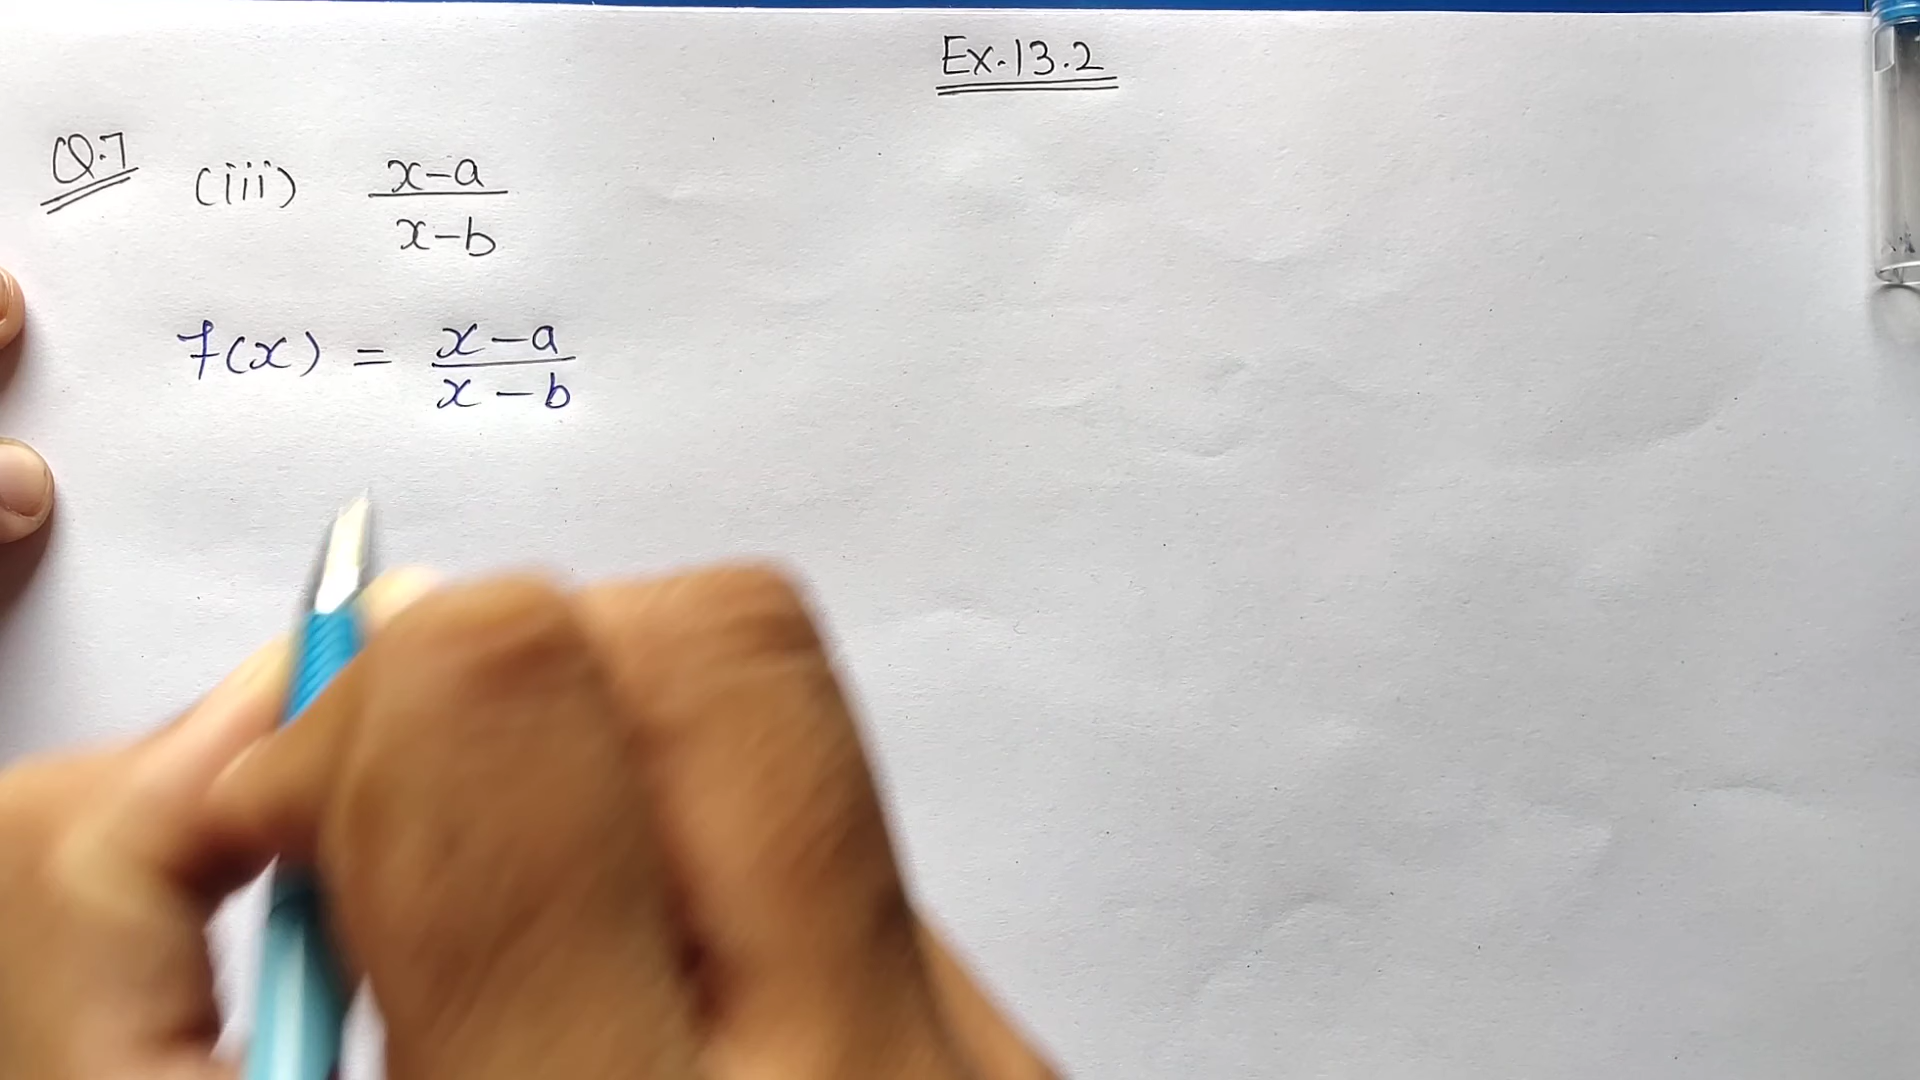 Ex.13.2
Q.7 (iii) x-a / x-b
f(x) = x-a / x-b